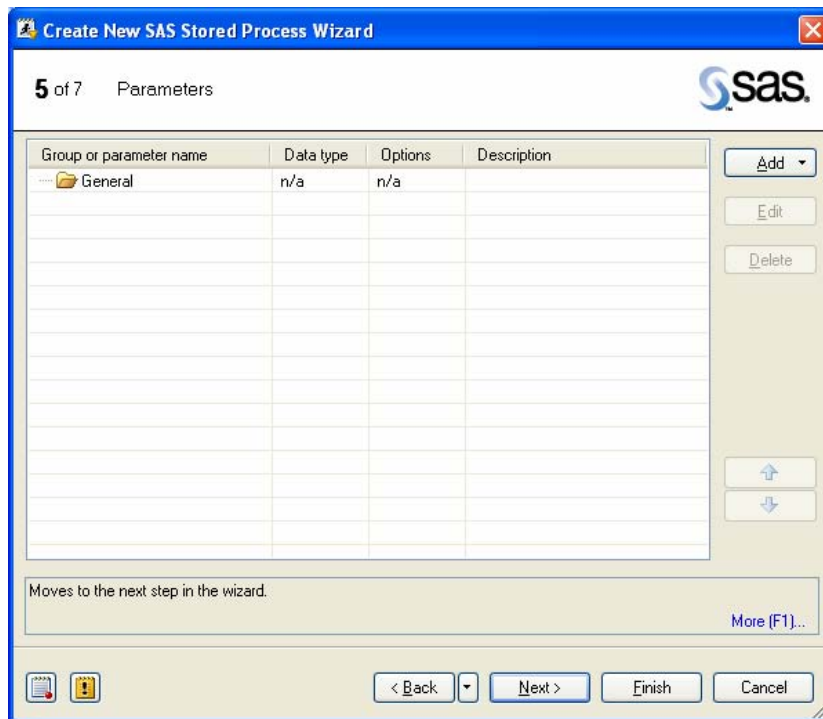 Create New SAS Stored Process Wizard
5 of 7 Parameters
sas.
Group or parameter name Data type Options Description
General n/a n/a
Add
Edit
Delete
Moves to the next step in the wizard.
More (F1)...
< Back Next > Finish Cancel